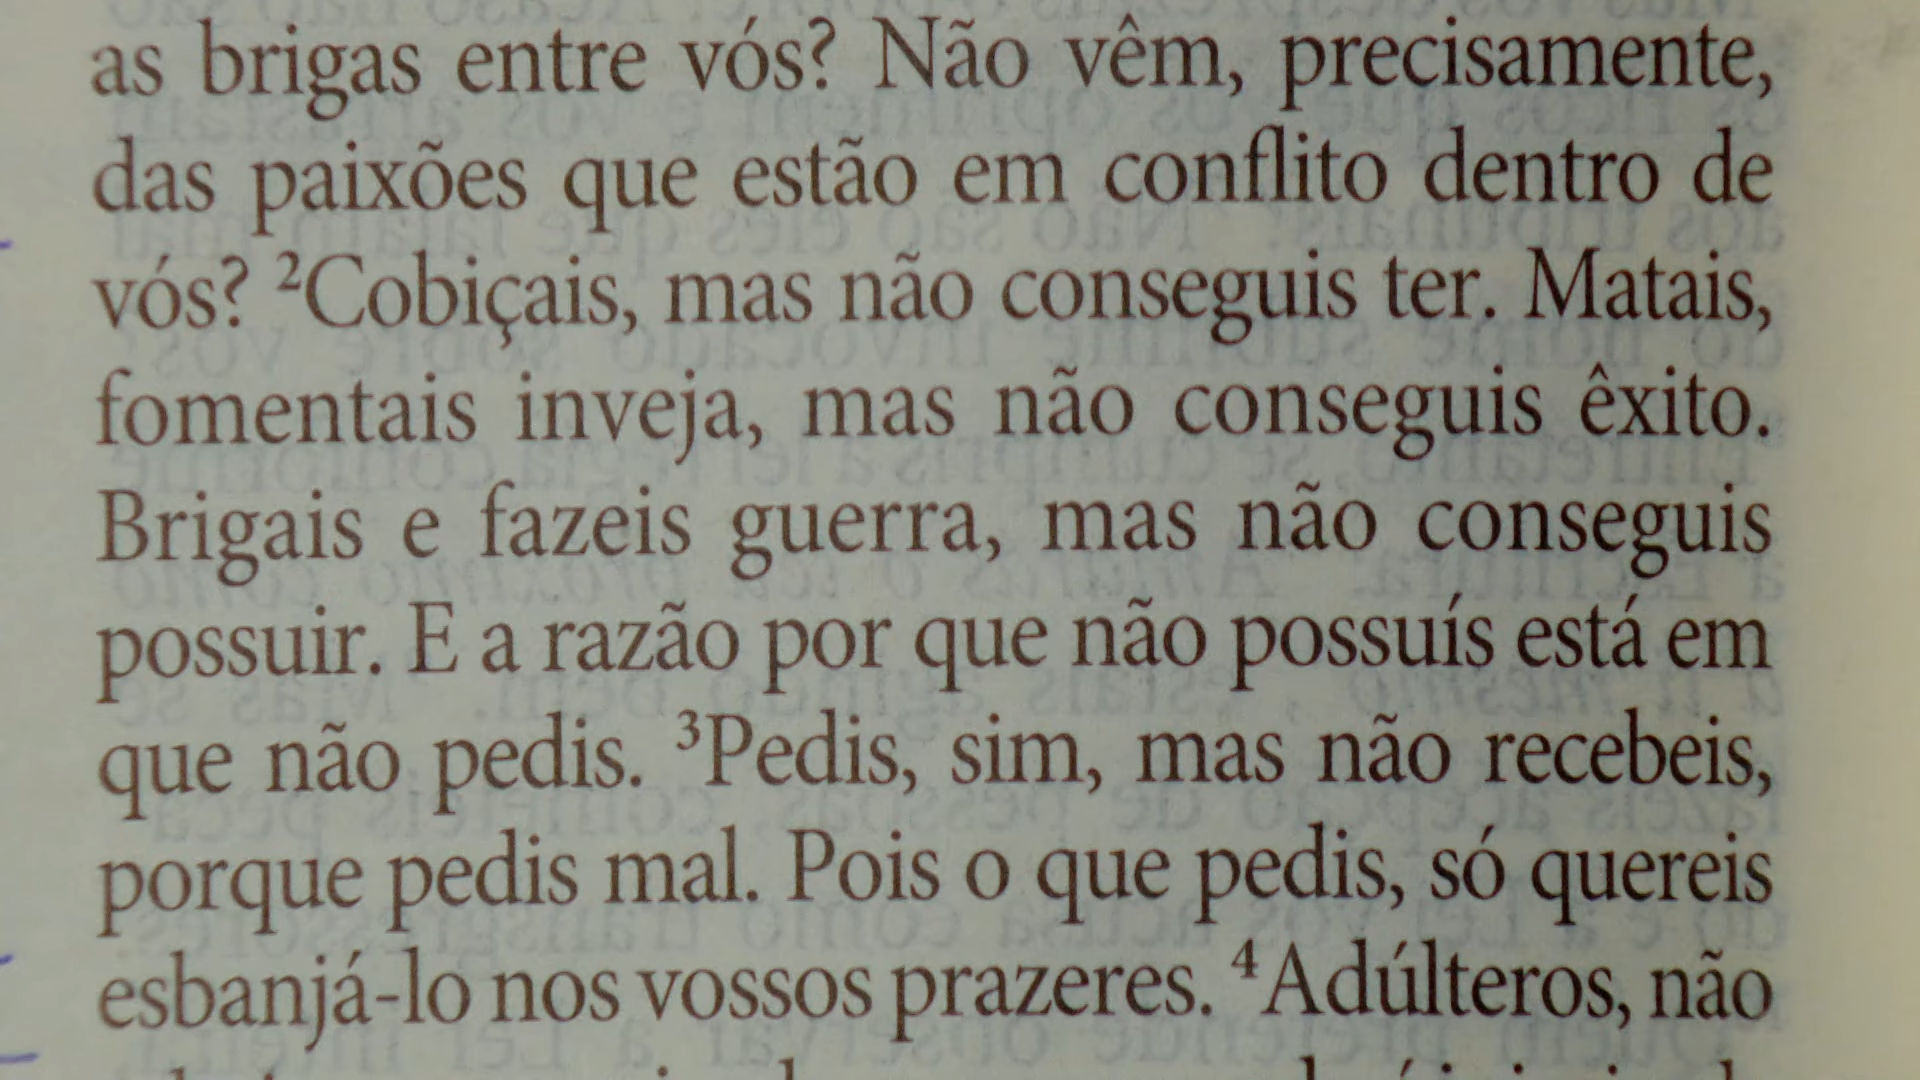 as brigas entre vós? Não vêm, precisamente,
das paixões que estão em conflito dentro de
vós? ²Cobiçais, mas não conseguis ter. Matais,
fomentais inveja, mas não conseguis êxito.
Brigais e fazeis guerra, mas não conseguis
possuir. E a razão por que não possuís está em
que não pedis. ³Pedis, sim, mas não recebeis,
porque pedis mal. Pois o que pedis, só quereis
esbanjá-lo nos vossos prazeres. ⁴Adúlteros, não